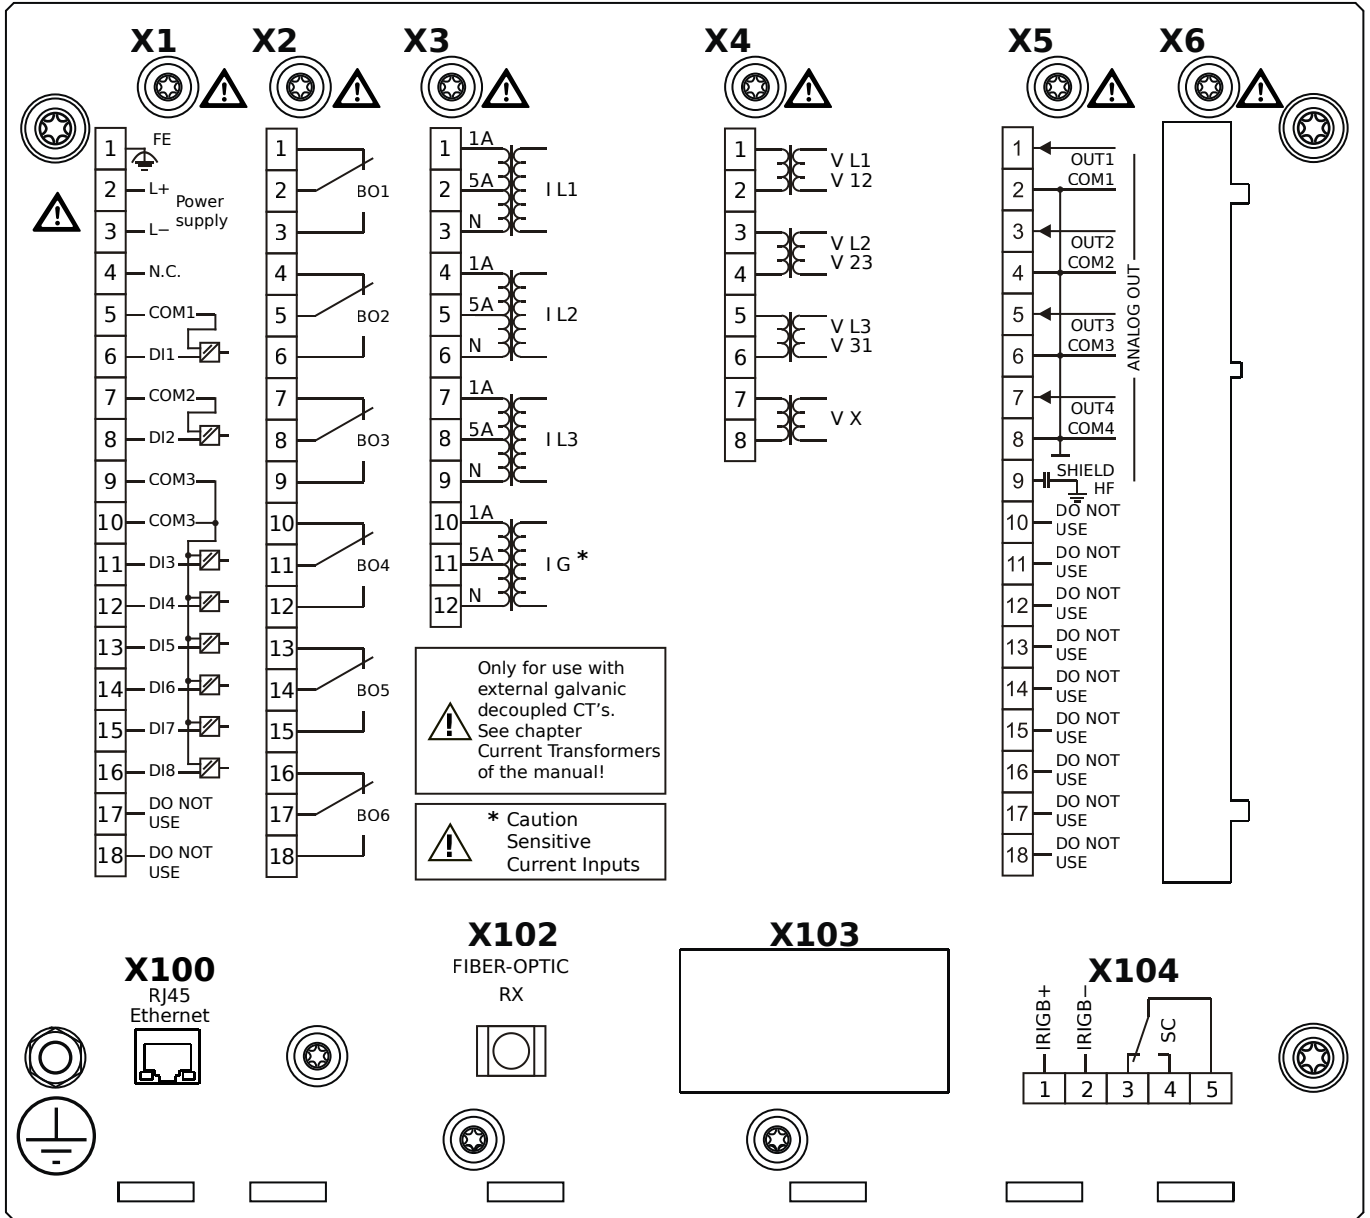 X1
X2
X3
X4
X5
X6
1
FE
2
L+
Power
supply
3
L−
4
N.C.
5
COM1
6
DI1
7
COM2
8
DI2
9
COM3
10
COM3
11
DI3
12
DI4
13
DI5
14
DI6
15
DI7
16
DI8
17
DO NOT
USE
18
DO NOT
USE
1
2
BO1
3
4
5
BO2
6
7
8
BO3
9
10
11
BO4
12
13
14
BO5
15
16
17
BO6
18
1
1A
2
5A
I L1
3
N
4
1A
5
5A
I L2
6
N
7
1A
8
5A
I L3
9
N
10
1A
11
5A
I G *
12
N
Only for use with
external galvanic
decoupled CT's.
See chapter
Current Transformers
of the manual!
* Caution
Sensitive
Current Inputs
1
V L1
2
V 12
3
V L2
4
V 23
5
V L3
6
V 31
7
V X
8
1
OUT1
2
COM1
3
OUT2
4
COM2
5
OUT3
6
COM3
7
OUT4
8
COM4
ANALOG OUT
9
SHIELD
HF
10
DO NOT
USE
11
DO NOT
USE
12
DO NOT
USE
13
DO NOT
USE
14
DO NOT
USE
15
DO NOT
USE
16
DO NOT
USE
17
DO NOT
USE
18
DO NOT
USE
X100
RJ45
Ethernet
X102
FIBER-OPTIC
RX
X103
X104
IRIGB+
IRIGB−
SC
1
2
3
4
5